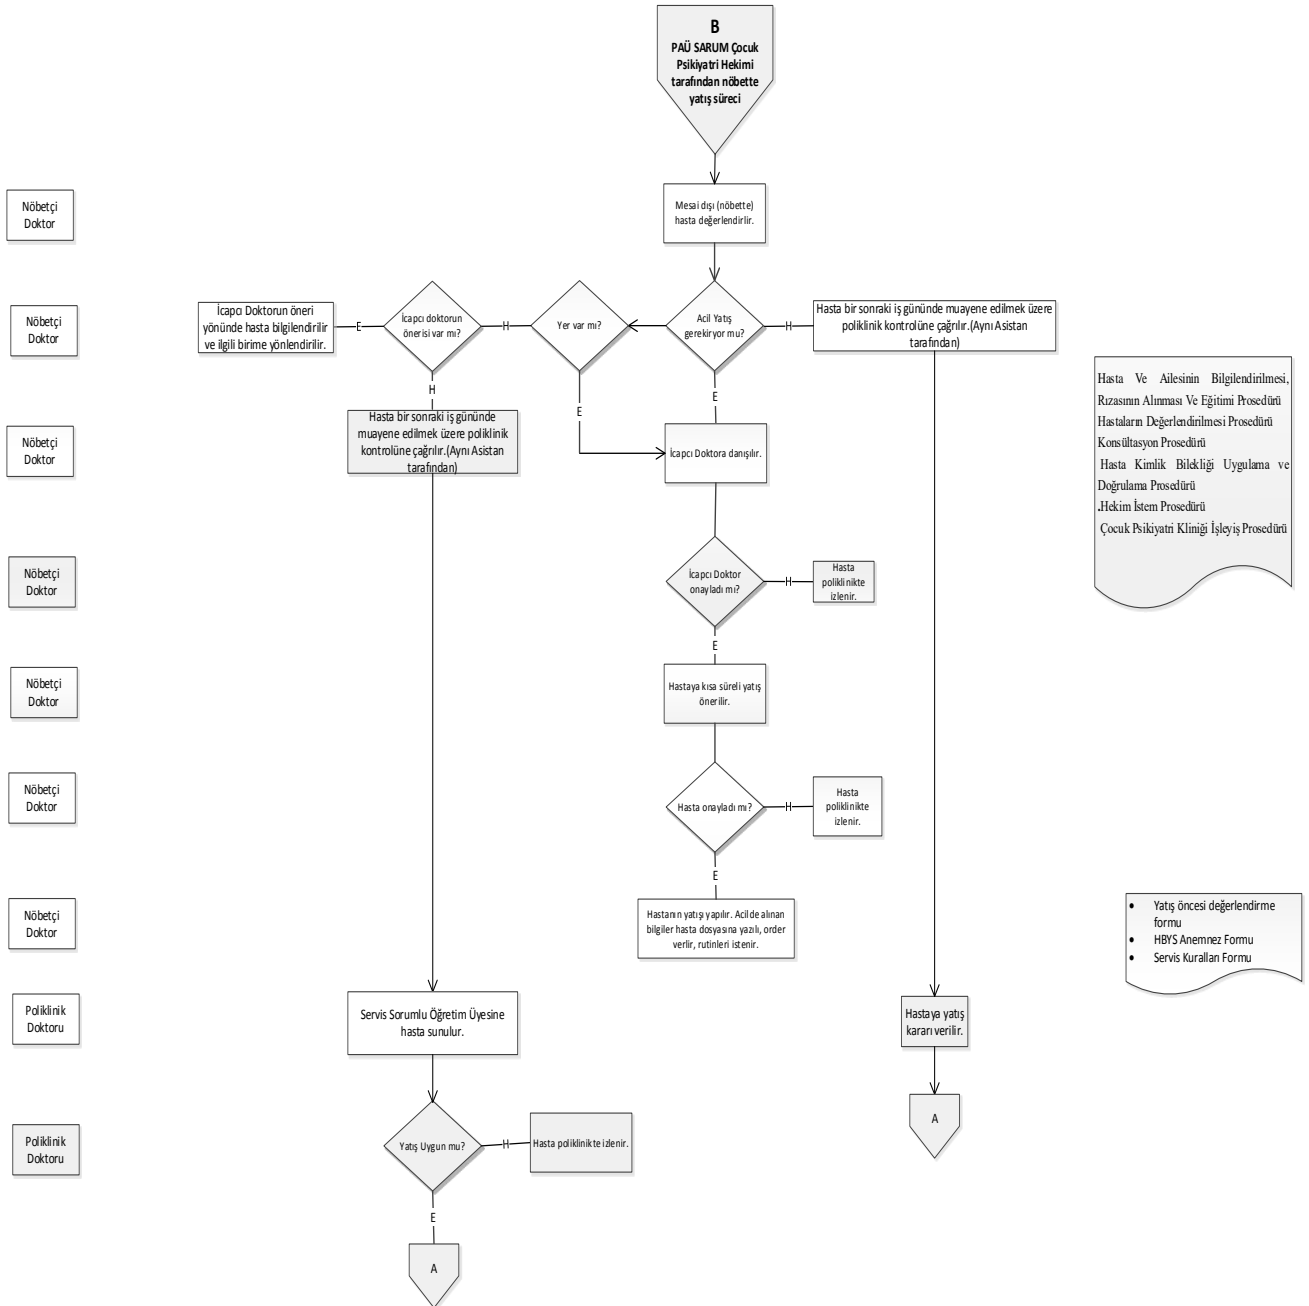 B
PAÜ SARUM Çocuk
Psikiyatri Hekimi
tarafından nöbette
yatış süreci
Nöbetçi
Doktor
Mesai dışı (nöbette)
hasta değerlendirlir.
Nöbetçi
Doktor
İcapcı Doktorun öneri
yönünde hasta bilgilendirilir
ve ilgili birime yönlendirilir.
E
İcapcı doktorun
önerisi var mı?
H
Yer var mı?
Acil Yatış
gerekiryor mu?
H
Hasta bir sonraki iş gününde muayene edilmek üzere
poliklinik kontrolüne çağrılır.(Aynı Asistan
tarafından)
H
E
E
Hasta Ve Ailesinin Bilgilendirilmesi,
Rızasının Alınması Ve Eğitimi Prosedürü
Hastaların Değerlendirilmesi Prosedürü
Konsültasyon Prosedürü
Hasta Kimlik Bilekliği Uygulama ve
Doğrulama Prosedürü
.Hekim İstem Prosedürü
Çocuk Psikiyatri Kliniği İşleyiş Prosedürü
Nöbetçi
Doktor
Hasta bir sonraki iş gününde
muayene edilmek üzere poliklinik
kontrolüne çağrılır.(Aynı Asistan
tarafından)
İcapcı Doktora danışılır.
Nöbetçi
Doktor
İcapcı Doktor
onayladı mı?
H
Hasta
poliklinikte
izlenir.
E
Nöbetçi
Doktor
Hastaya kısa süreli yatış
önerilir.
Nöbetçi
Doktor
Hasta onayladı mı?
H
Hasta
poliklinikte
izlenir.
E
Nöbetçi
Doktor
Hastanın yatışı yapılır. Acilde alınan
bilgiler hasta dosyasına yazılı, order
verlir, rutinleri istenir.
• Yatış öncesi değerlendirme
formu
• HBYS Anemnez Formu
• Servis Kuralları Formu
Poliklinik
Doktoru
Servis Sorumlu Öğretim Üyesine
hasta sunulur.
Hastaya yatış
kararı verilir.
A
Poliklinik
Doktoru
Yatış Uygun mu?
H
Hasta poliklinikte izlenir.
E
A